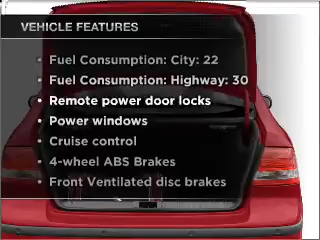 VEHICLE FEATURES
• Fuel Consumption: City: 22
• Fuel Consumption: Highway: 30
• Remote power door locks
• Power windows
• Cruise control
• 4-wheel ABS Brakes
• Front Ventilated disc brakes